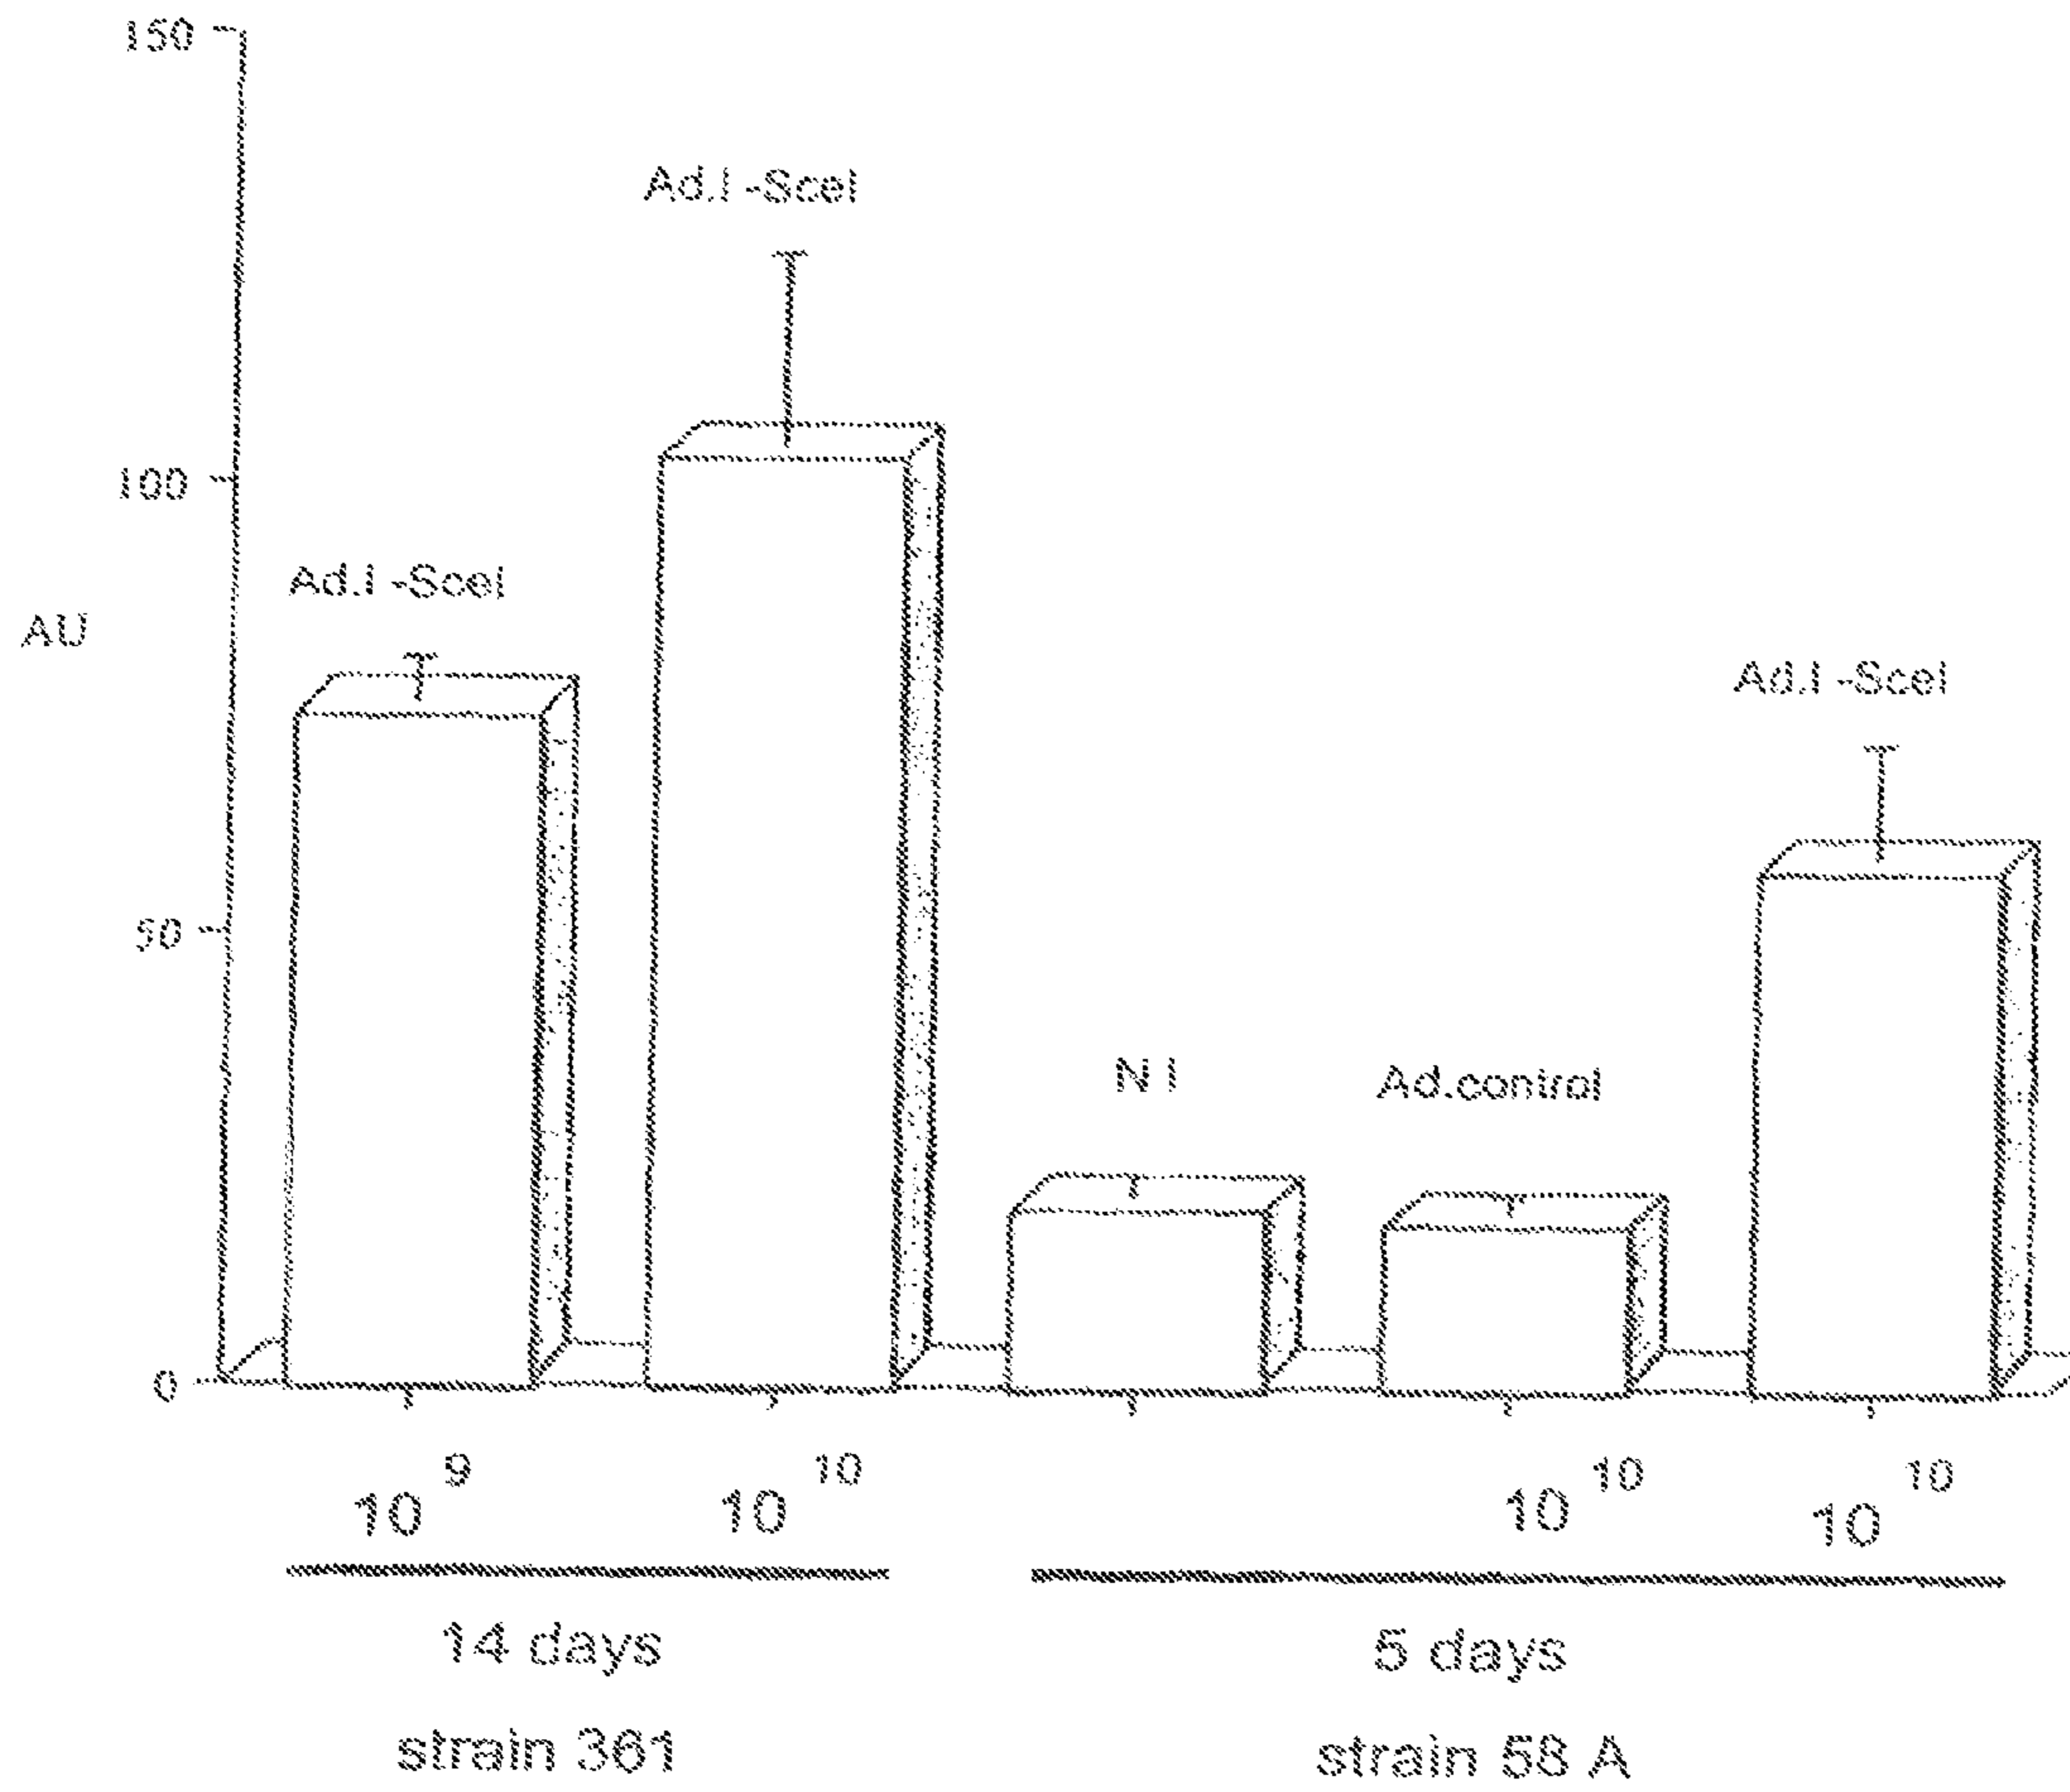 150
Ad.I -SceI
100
Ad.I -SceI
AU
Ad.I -SceI
50
N I
Ad.control
0
10 9
10 10
10 10
10 10
14 days
5 days
strain 361
strain 58 A